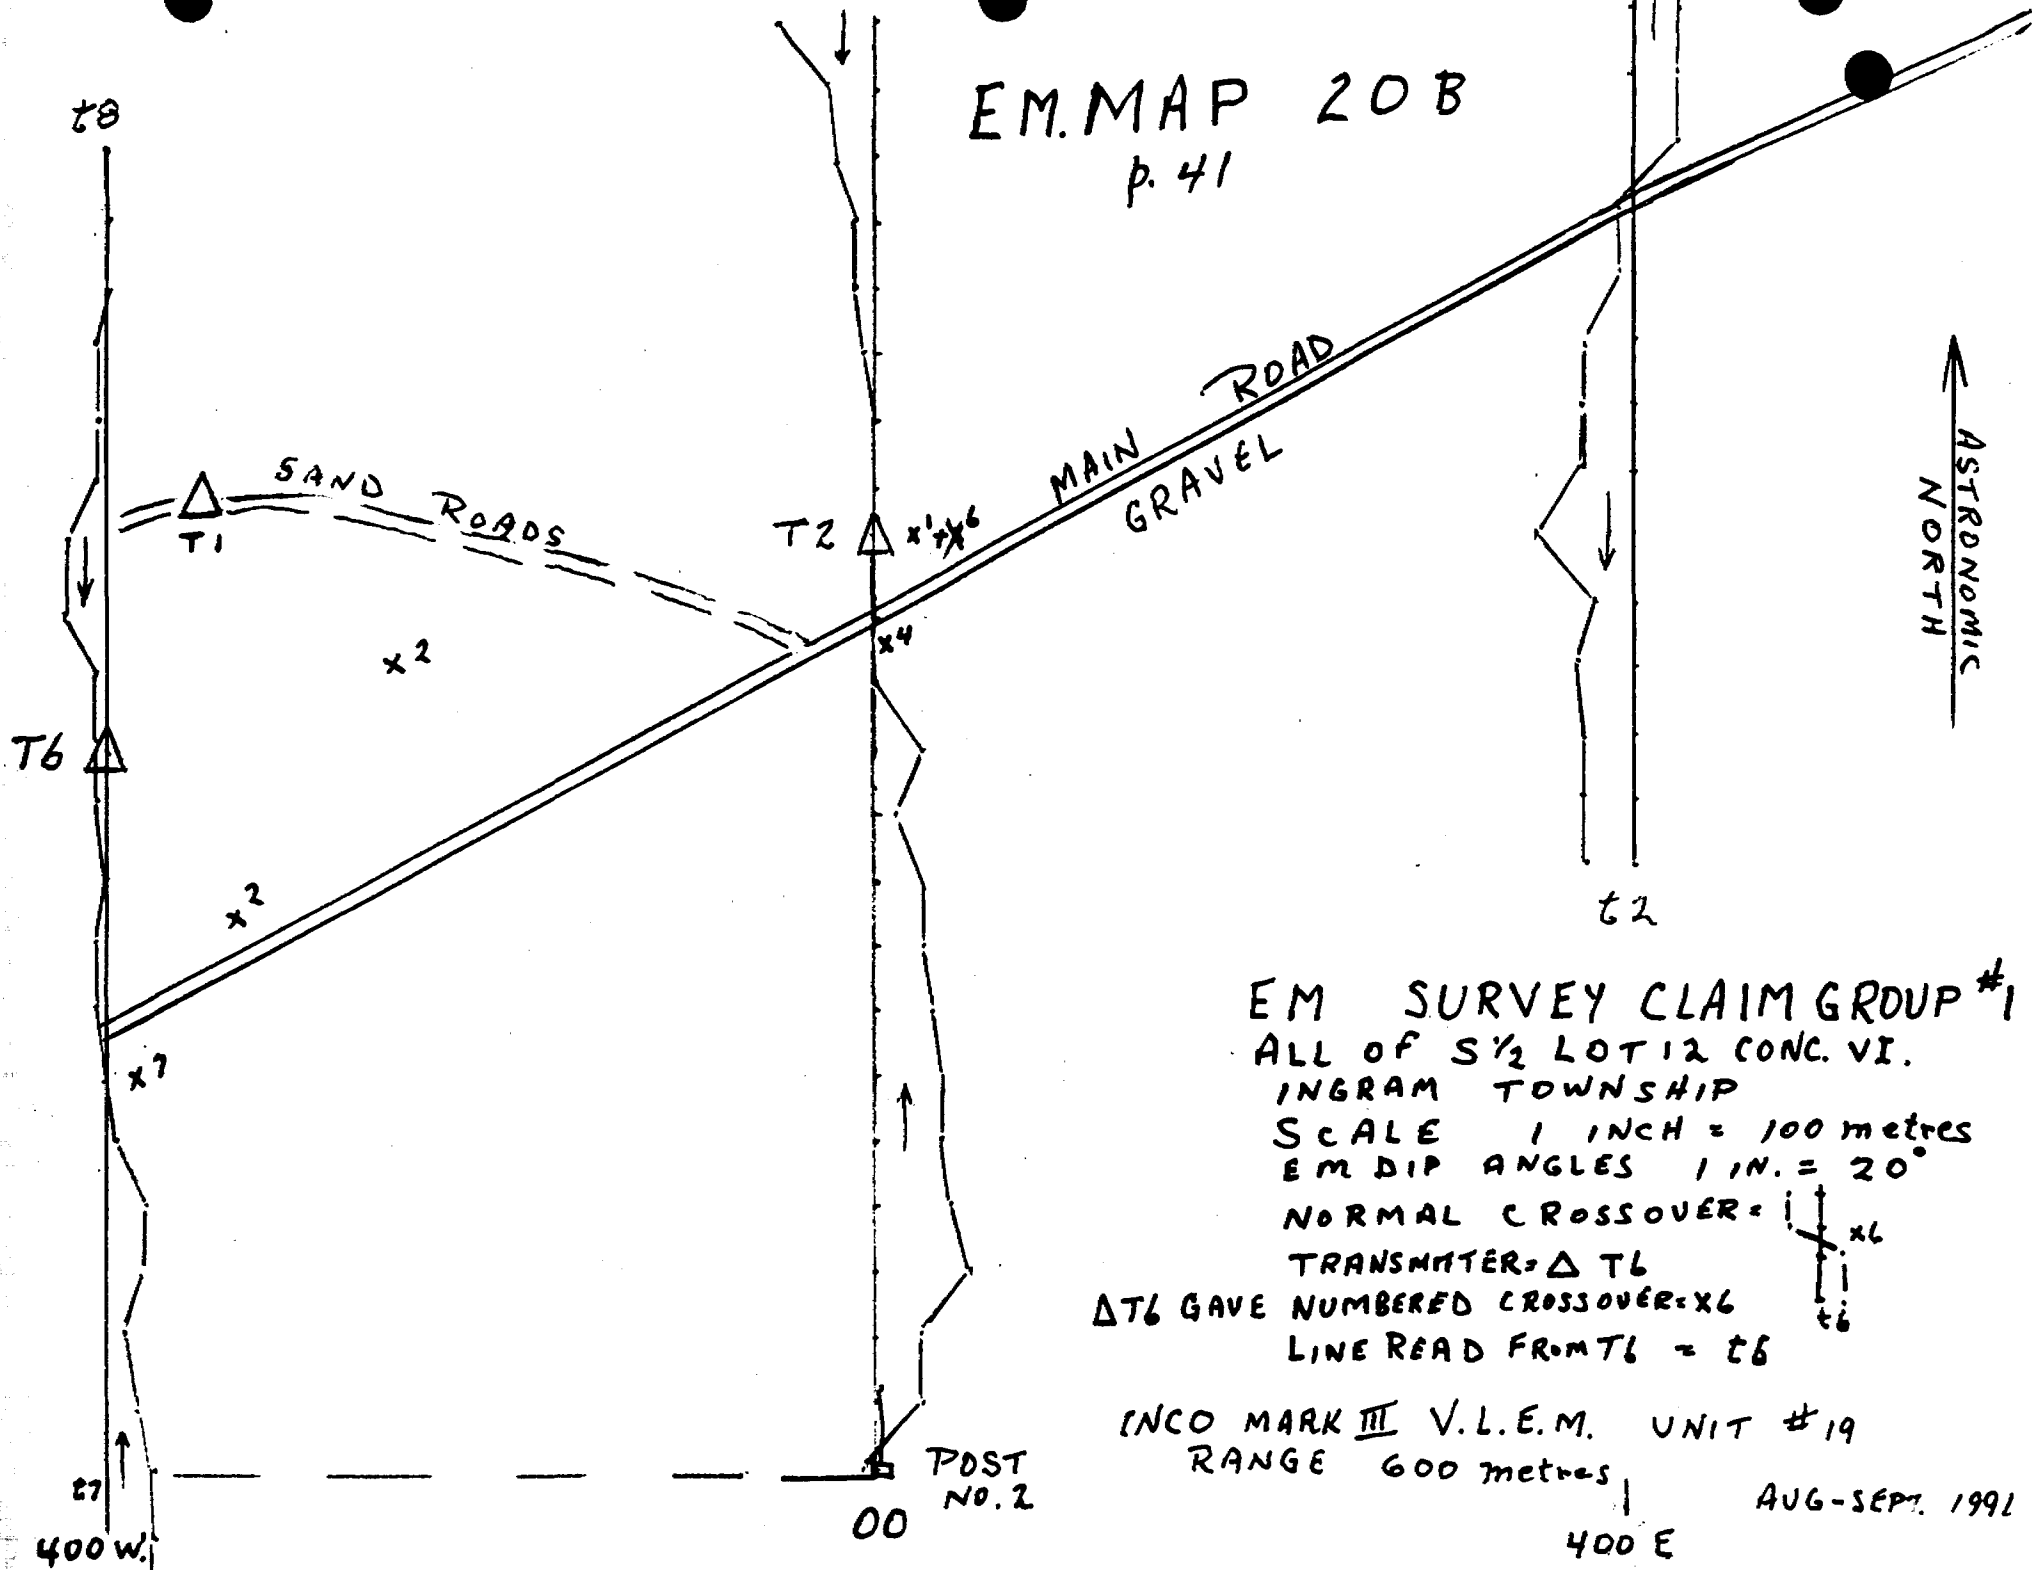 EM. MAP 20 B
p. 41
t8
SAND ROADS
T1
T2
x1+x6
MAIN ROAD
GRAVEL
x4
x2
T6
x2
x7
ASTRONOMIC
NORTH
t2
EM SURVEY CLAIM GROUP #1
ALL OF S 1/2 LOT 12 CONC. VI.
INGRAM TOWNSHIP
SCALE 1 INCH = 100 metres
EM DIP ANGLES 1 IN. = 20°
NORMAL CROSSOVER =
x6
t6
TRANSMITTER = Δ T6
ΔT6 GAVE NUMBERED CROSSOVER = X6
LINE READ FROM T6 = t6
INCO MARK III V.L.E.M. UNIT #19
RANGE 600 metres
AUG-SEPT. 1991
POST
NO. 2
t7
400 W.
00
400 E